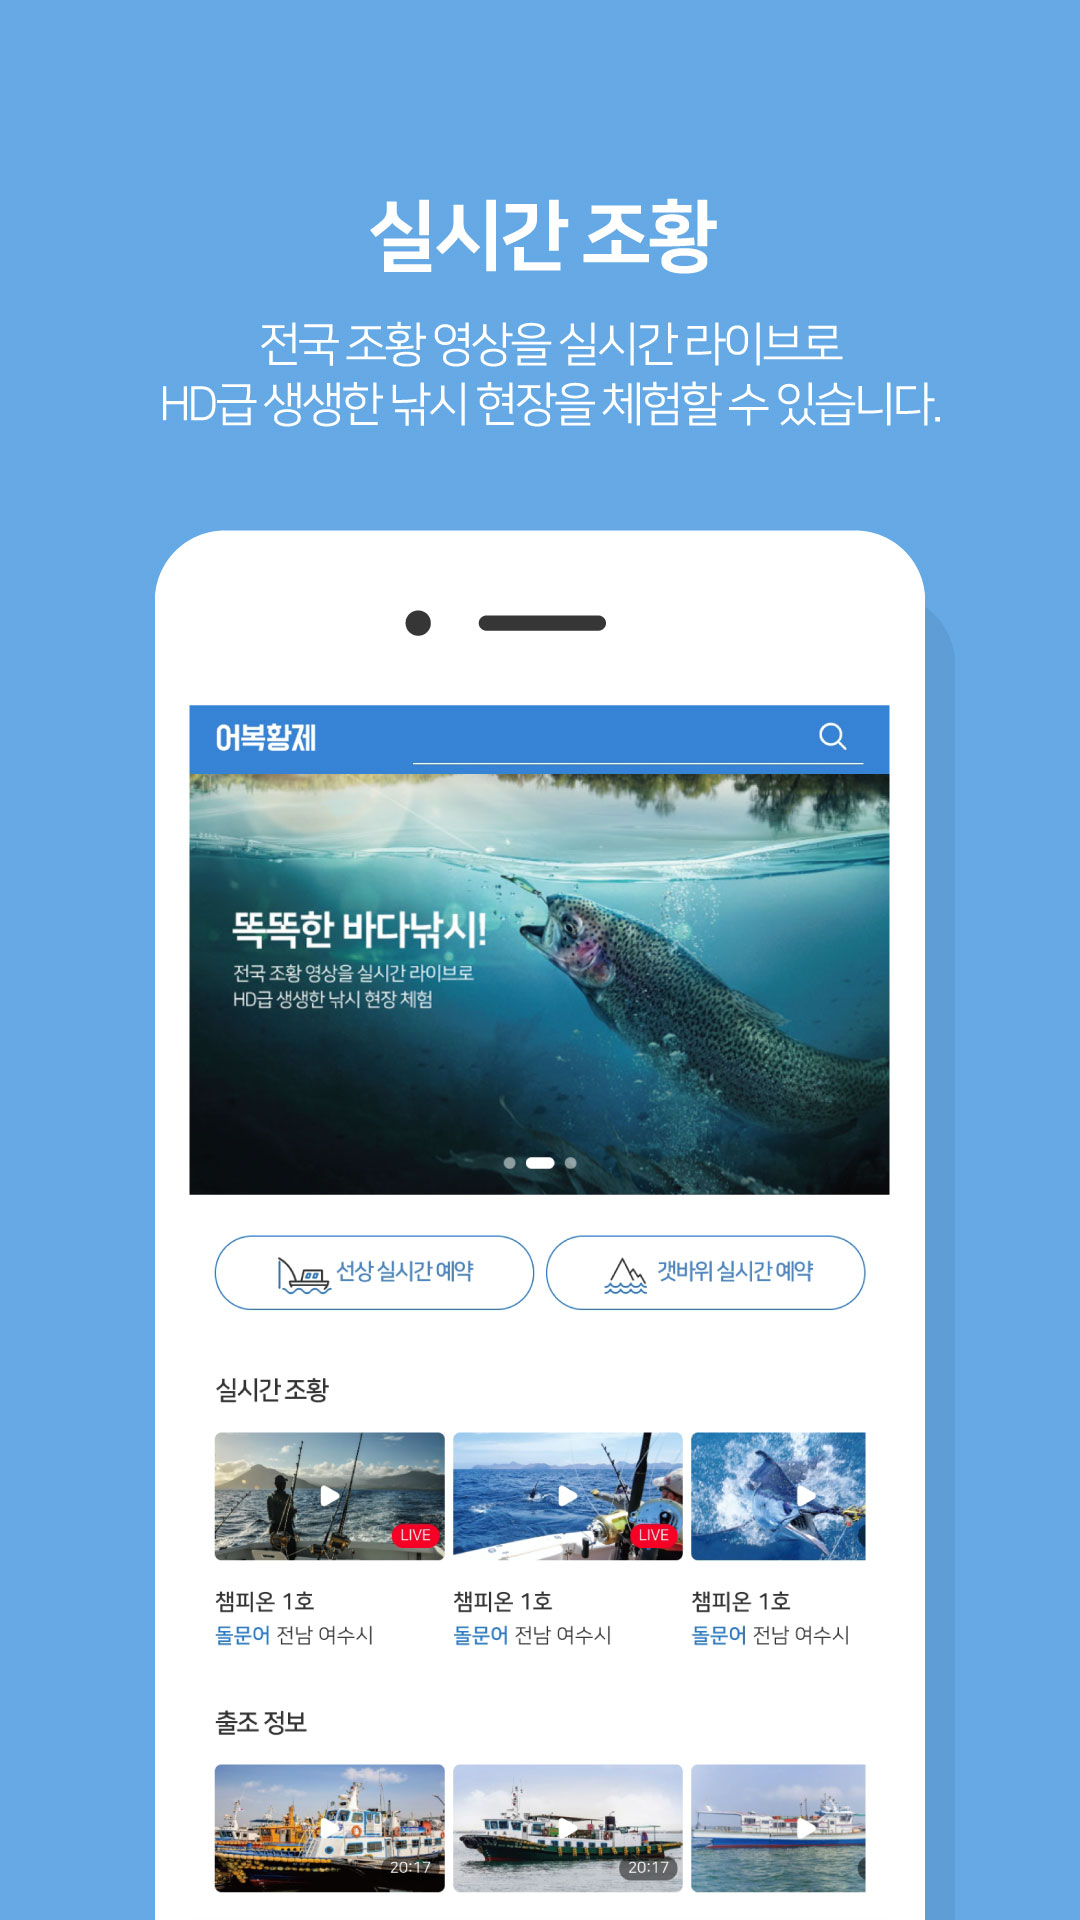 실시간 조황
전국 조황 영상을 실시간 라이브로
HD급 생생한 낚시 현장을 체험할 수 있습니다.
어복황제
똑똑한 바다낚시!
전국 조황 영상을 실시간 라이브로
HD급 생생한 낚시 현장 체험
선상 실시간 예약
갯바위 실시간 예약
실시간 조황
LIVE
LIVE
챔피온 1호
돌문어 전남 여수시
챔피온 1호
돌문어 전남 여수시
챔피온 1호
돌문어 전남 여수시
출조 정보
20:17
20:17